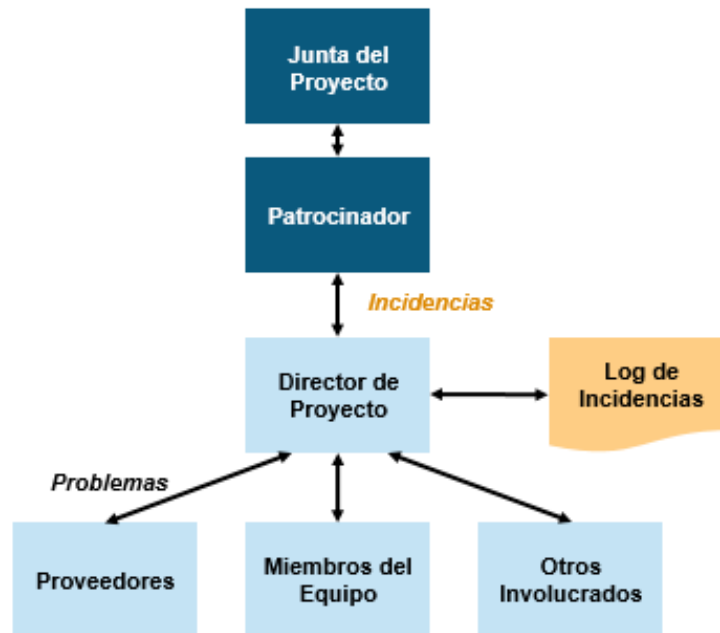 Junta del
Proyecto
Patrocinador
Incidencias
Director de
Proyecto
Log de
Incidencias
Problemas
Proveedores
Miembros del
Equipo
Otros
Involucrados